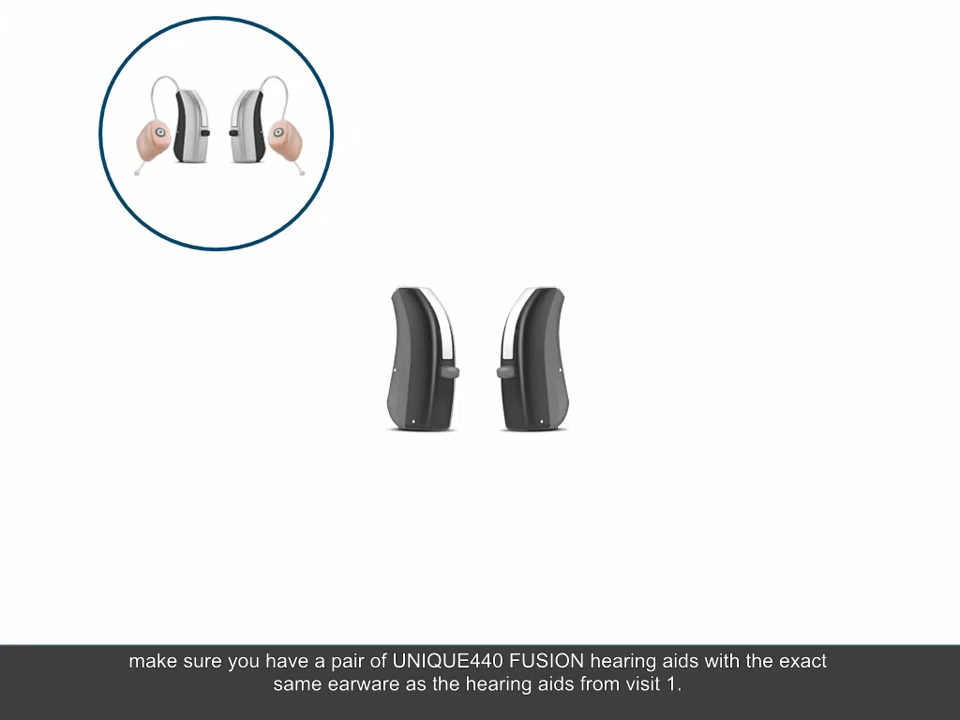 make sure you have a pair of UNIQUE440 FUSION hearing aids with the exact
same earware as the hearing aids from visit 1.